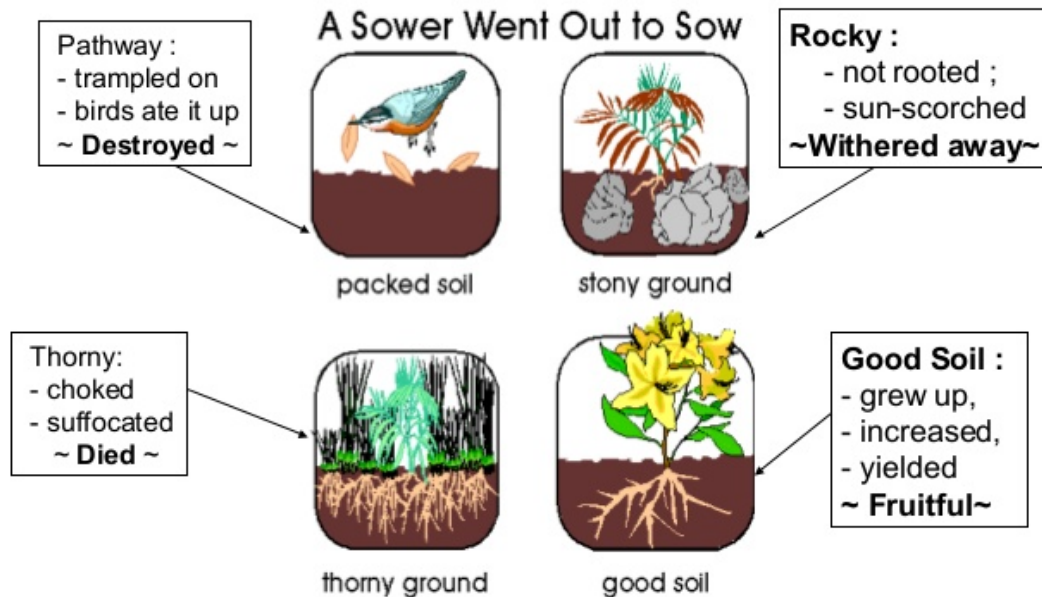 A Sower Went Out to Sow
Pathway :
- trampled on
- birds ate it up
~ Destroyed ~
Rocky :
- not rooted ;
- sun-scorched
~Withered away~
packed soil
stony ground
Thorny:
- choked
- suffocated
~ Died ~
Good Soil :
- grew up,
- increased,
- yielded
~ Fruitful~
thorny ground
good soil